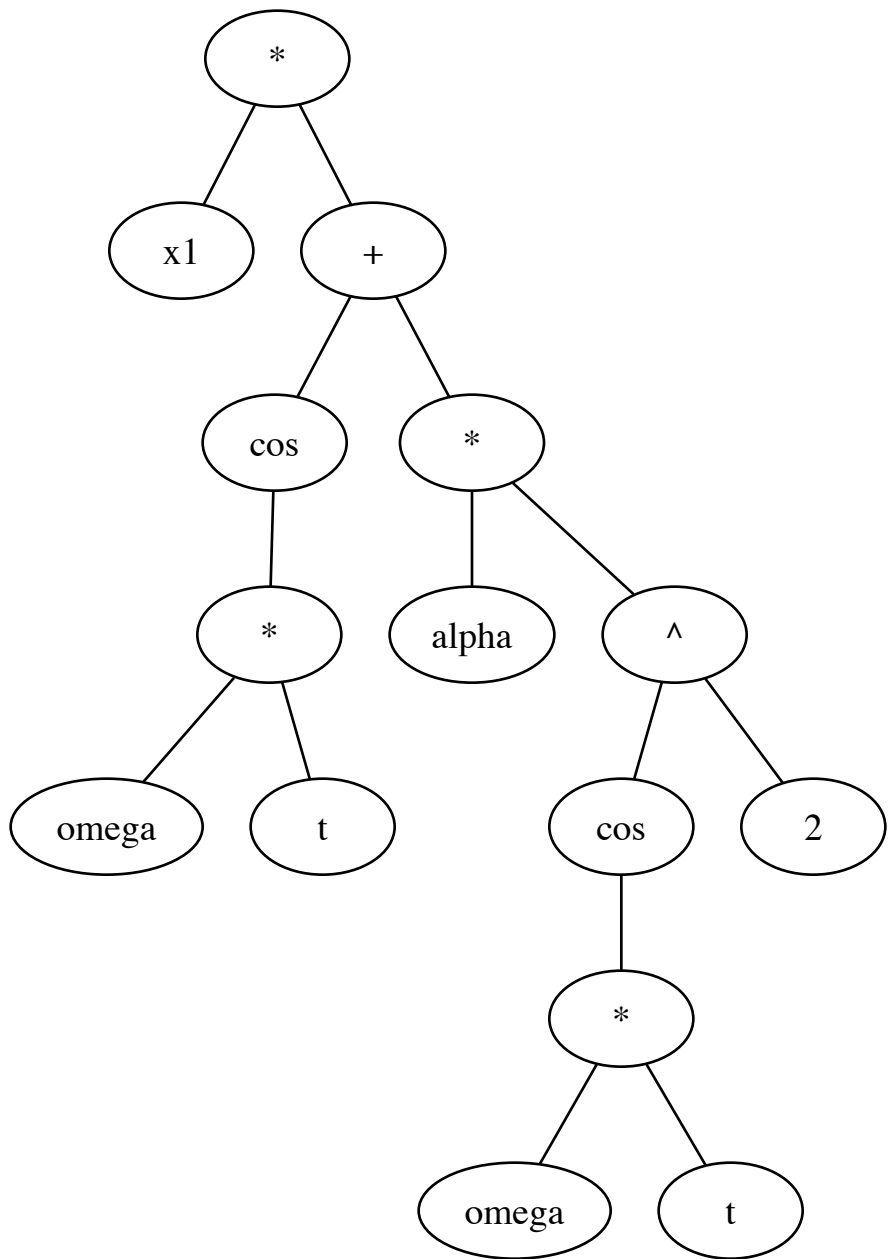 *
x1 +
cos *
* alpha ^
omega t cos 2
*
omega t